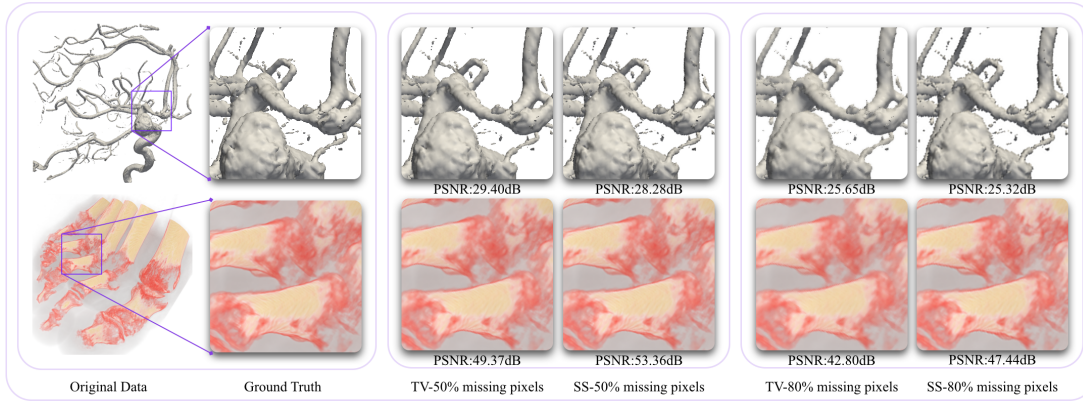 PSNR:29.40dB
PSNR:28.28dB
PSNR:25.65dB
PSNR:25.32dB
PSNR:49.37dB
PSNR:53.36dB
PSNR:42.80dB
PSNR:47.44dB
Original Data
Ground Truth
TV-50% missing pixels
SS-50% missing pixels
TV-80% missing pixels
SS-80% missing pixels